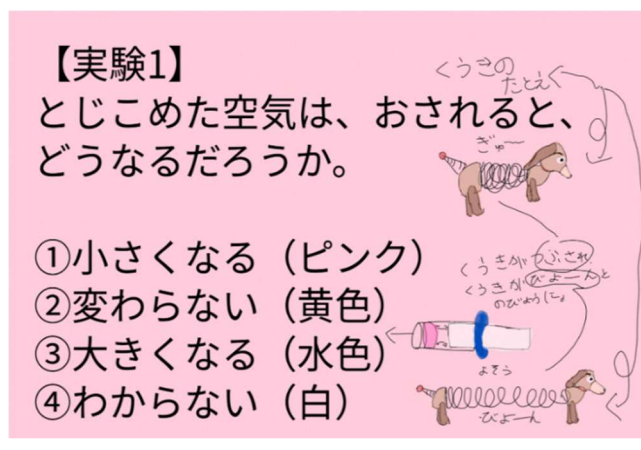 【実験1】
とじこめた空気は、おされると、
どうなるだろうか。
①小さくなる（ピンク）
②変わらない（黄色）
③大きくなる（水色）
④わからない（白）
くうきの
たとえ
ぎゅー
くうきがつぶされ
くうきがびよーんと
のびようにと
よそう
びよーん